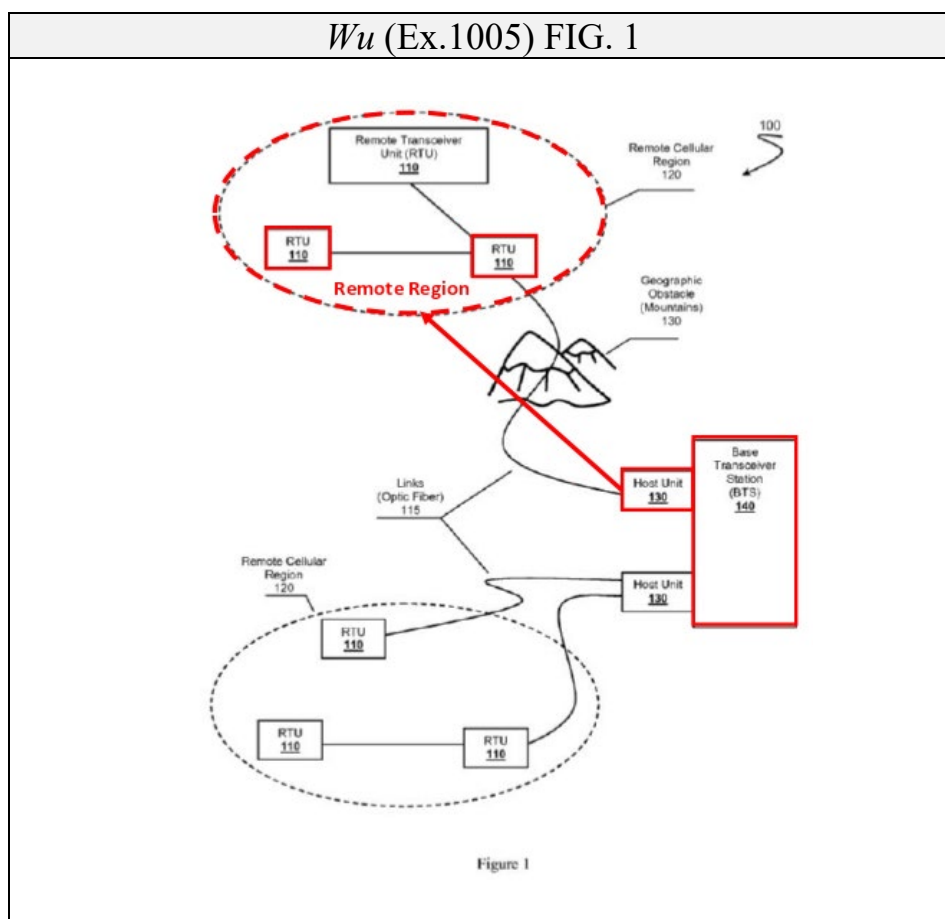 Wu (Ex.1005) FIG. 1
100
Remote Transceiver
Unit (RTU)
110
Remote Cellular
Region
120
RTU
110
RTU
110
Remote Region
Geographic
Obstacle
(Mountains)
130
Base
Transceiver
Station
(BTS)
140
Host Unit
130
Links
(Optic Fiber)
115
Remote Cellular
Region
120
Host Unit
130
RTU
110
RTU
110
RTU
110
Figure 1